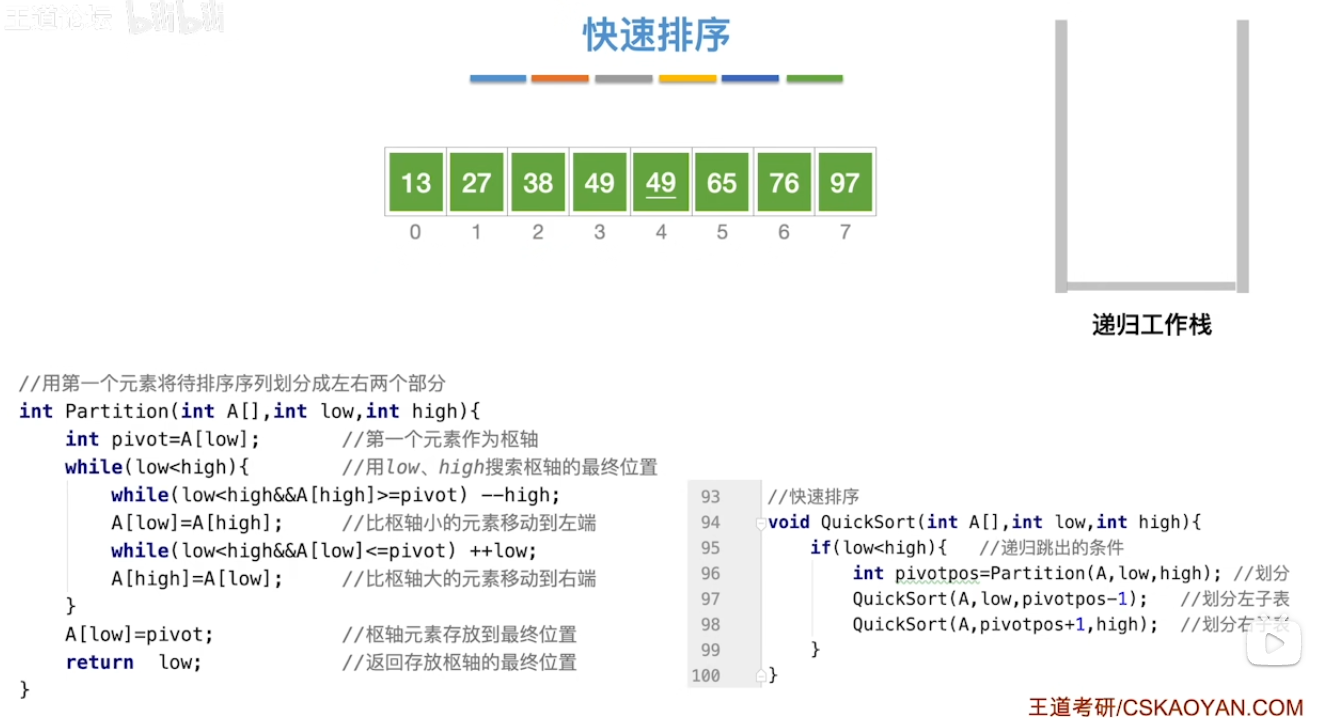 王道论坛 bilibili
快速排序
13 27 38 49 49 65 76 97
0 1 2 3 4 5 6 7
递归工作栈
//用第一个元素将待排序序列划分成左右两个部分
int Partition(int A[],int low,int high){
int pivot=A[low]; //第一个元素作为枢轴
while(low<high){ //用low、high搜索枢轴的最终位置
while(low<high&&A[high]>=pivot) --high;
A[low]=A[high]; //比枢轴小的元素移动到左端
while(low<high&&A[low]<=pivot) ++low;
A[high]=A[low]; //比枢轴大的元素移动到右端
}
A[low]=pivot; //枢轴元素存放到最终位置
return low; //返回存放枢轴的最终位置
}
93 //快速排序
94 void QuickSort(int A[],int low,int high){
95 if(low<high){ //递归跳出的条件
96 int pivotpos=Partition(A,low,high); //划分
97 QuickSort(A,low,pivotpos-1); //划分左子表
98 QuickSort(A,pivotpos+1,high); //划分右子表
99 }
100 }
王道考研/CSKAOYAN.COM